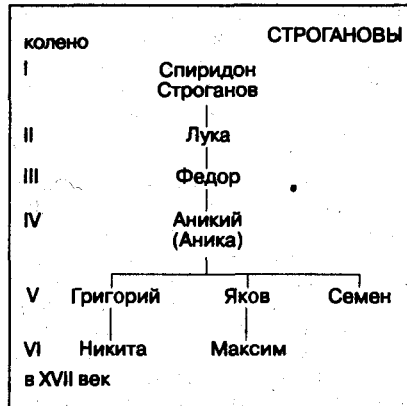 СТРОГАНОВЫ
колено
I Спиридон
Строганов
II Лука
III Федор
IV Аникий
(Аника)
V Григорий Яков Семен
VI Никита Максим
в XVII век